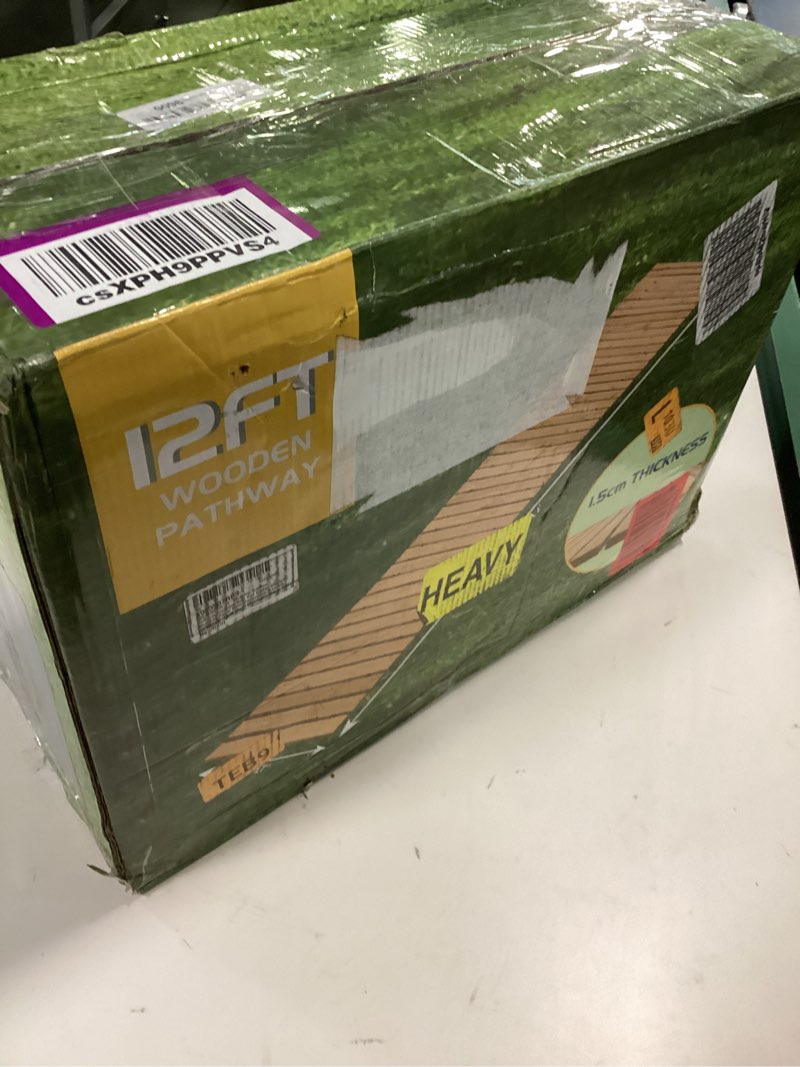 csXPH9PPVS4
12FT
WOODEN
PATHWAY
HEAVY
1.5cm THICKNESS
L
TEB9